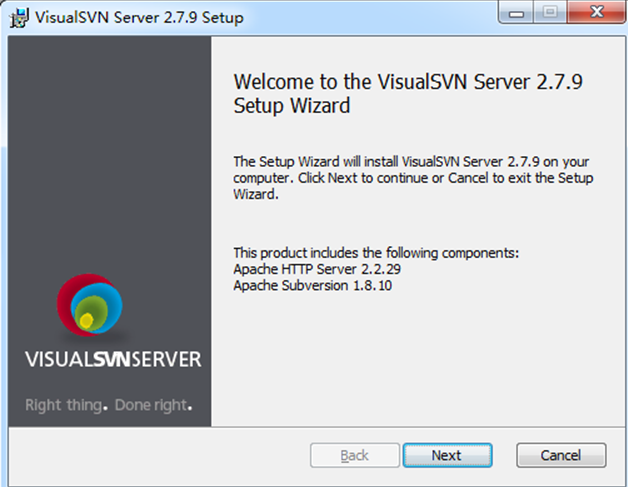 VisualSVN Server 2.7.9 Setup
Welcome to the VisualSVN Server 2.7.9
Setup Wizard
The Setup Wizard will install VisualSVN Server 2.7.9 on your
computer. Click Next to continue or Cancel to exit the Setup
Wizard.
This product includes the following components:
Apache HTTP Server 2.2.29
Apache Subversion 1.8.10
VISUALSVNSERVER
Right thing. Done right.
Back
Next
Cancel